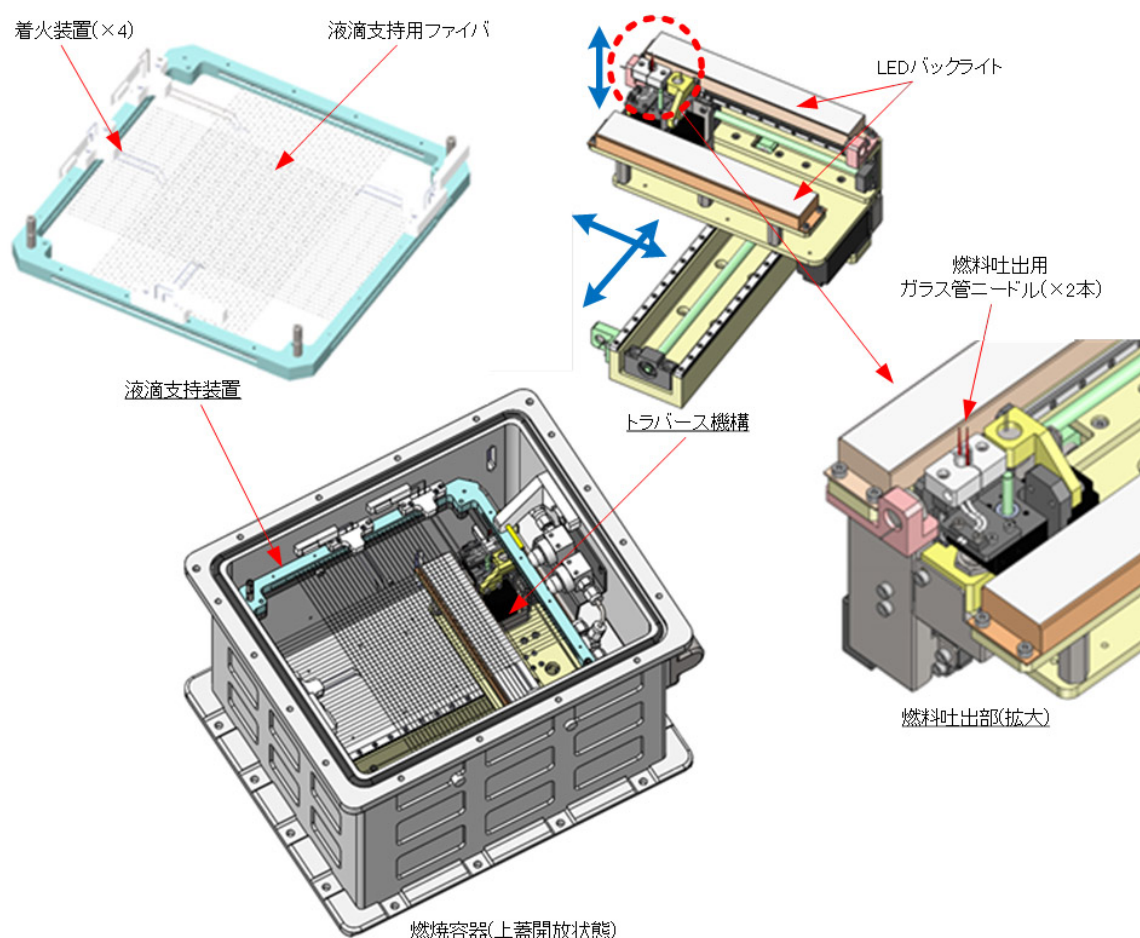 着火装置(×4)
液滴支持用ファイバ
LEDバックライト
燃料吐出用
ガラス管ニードル(×2本)
液滴支持装置
トラバース機構
燃料吐出部(拡大)
燃焼容器(上蓋開放状態)